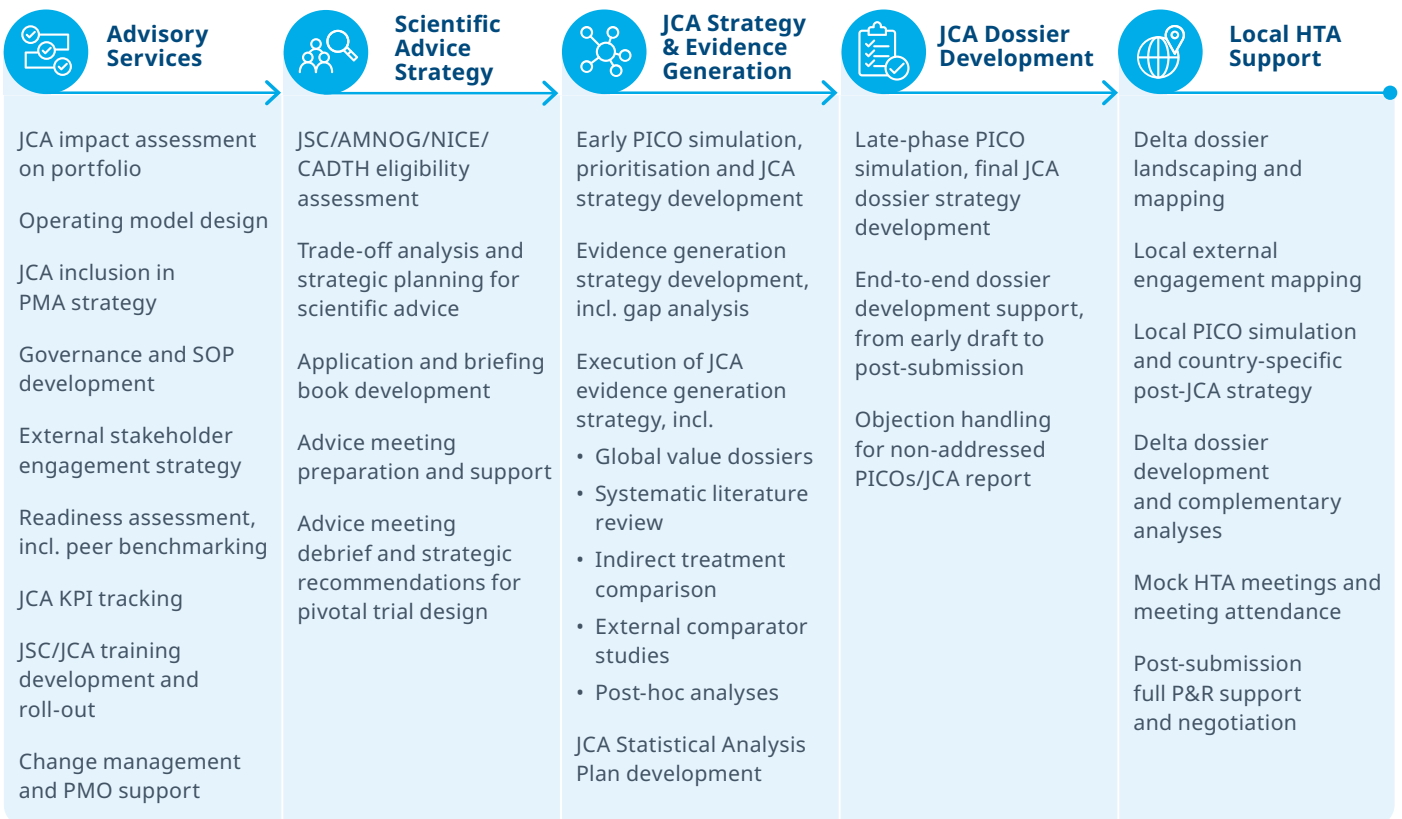 Advisory
Services
JCA impact assessment
on portfolio
Operating model design
JCA inclusion in
PMA strategy
Governance and SOP
development
External stakeholder
engagement strategy
Readiness assessment,
incl. peer benchmarking
JCA KPI tracking
JSC/JCA training
development and
roll-out
Change management
and PMO support
Scientific
Advice
Strategy
JSC/AMNOG/NICE/
CADTH eligibility
assessment
Trade-off analysis and
strategic planning for
scientific advice
Application and briefing
book development
Advice meeting
preparation and support
Advice meeting
debrief and strategic
recommendations for
pivotal trial design
JCA Strategy
& Evidence
Generation
Early PICO simulation,
prioritisation and JCA
strategy development
Evidence generation
strategy development,
incl. gap analysis
Execution of JCA
evidence generation
strategy, incl.
• Global value dossiers
• Systematic literature
review
• Indirect treatment
comparison
• External comparator
studies
• Post-hoc analyses
JCA Statistical Analysis
Plan development
JCA Dossier
Development
Late-phase PICO
simulation, final JCA
dossier strategy
development
End-to-end dossier
development support,
from early draft to
post-submission
Objection handling
for non-addressed
PICOs/JCA report
Local HTA
Support
Delta dossier
landscaping and
mapping
Local external
engagement mapping
Local PICO simulation
and country-specific
post-JCA strategy
Delta dossier
development
and complementary
analyses
Mock HTA meetings and
meeting attendance
Post-submission
full P&R support
and negotiation